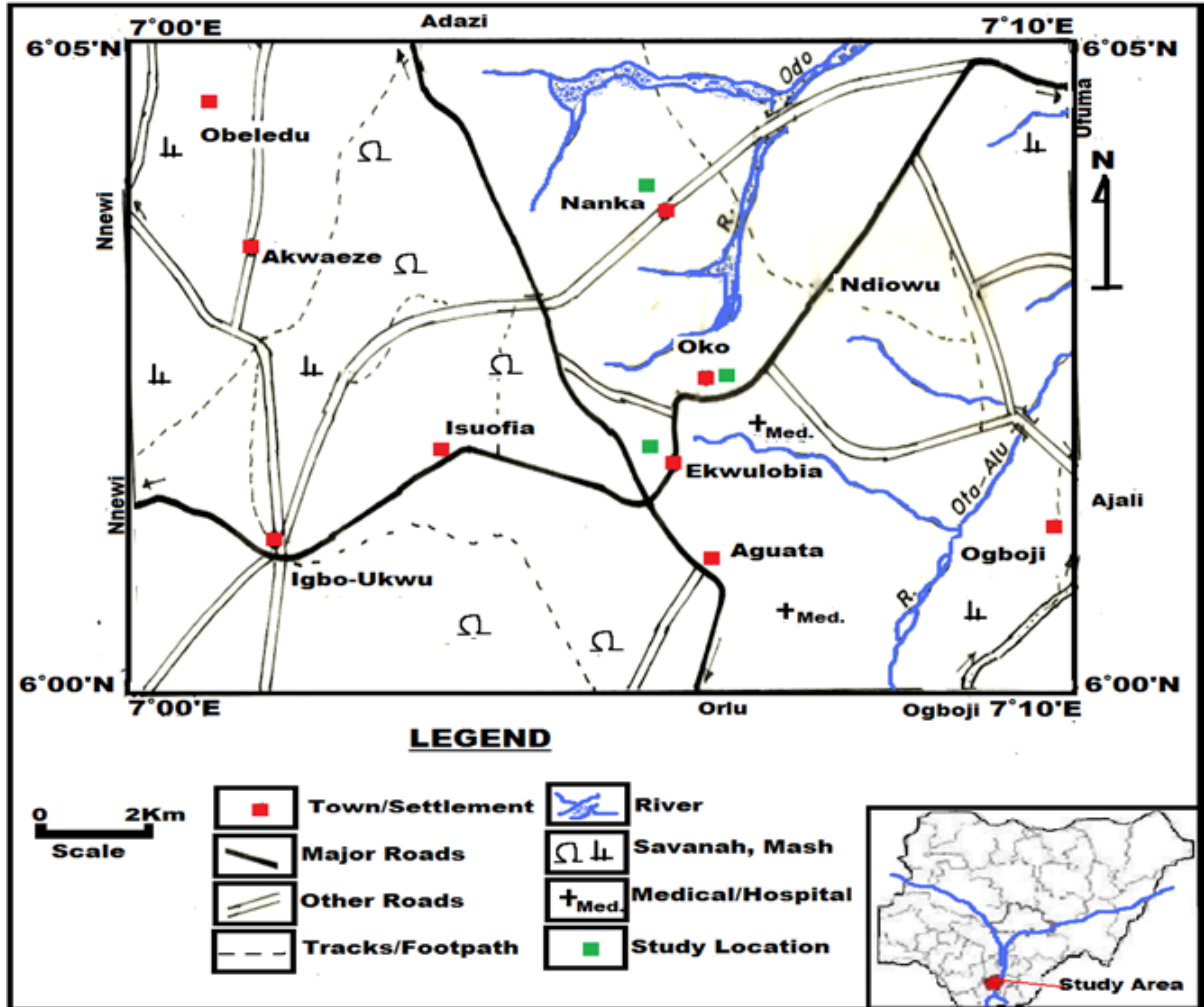 7°00'E Adazi 7°10'E
6°05'N 6°05'N
Odo
Ufuma
Obeledu
N
Nanka
Nnewi
R.
Akwaeze
Ndiowu
Oko
Isuofia
Med.
Ekwulobia
Ota-Alu
Nnewi
Ajali
Aguata
Ogboji
Igbo-Ukwu
R.
Med.
6°00'N 6°00'N
7°00'E Orlu Ogboji 7°10'E
LEGEND
0 2Km
Scale
Town/Settlement
Major Roads
Other Roads
Tracks/Footpath
River
Savanah, Mash
Med. Medical/Hospital
Study Location
Study Area